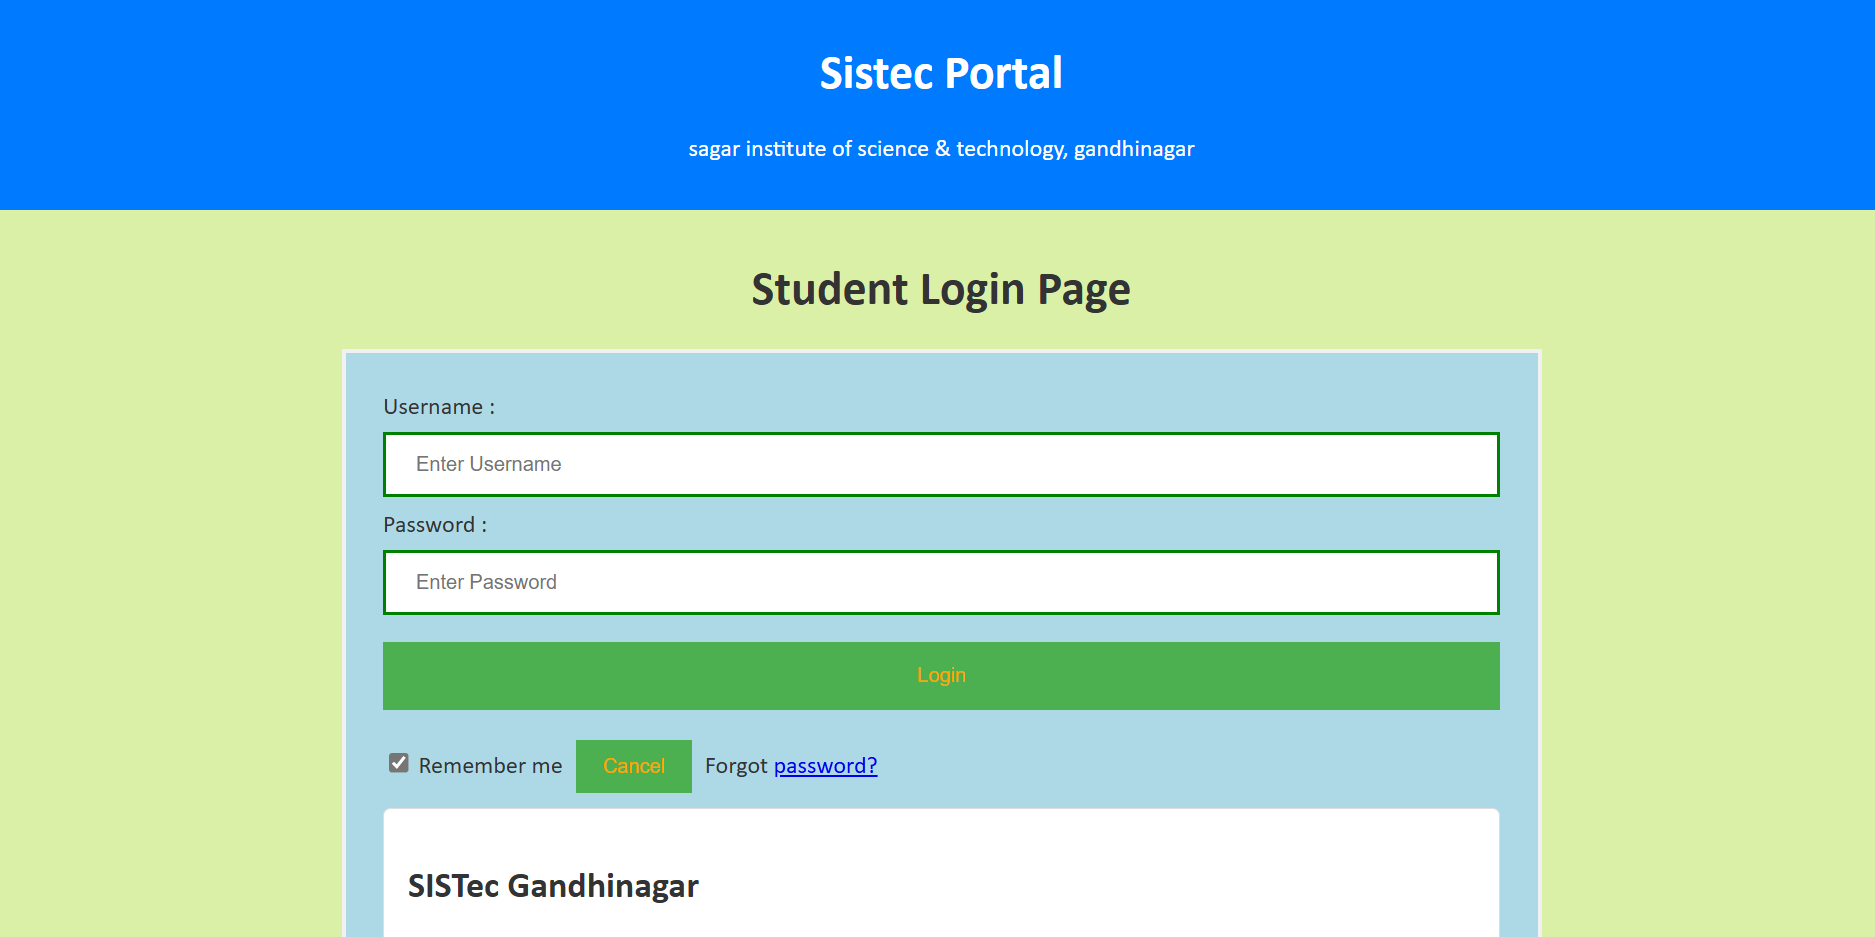 Sistec Portal
sagar institute of science & technology, gandhinagar
Student Login Page
Username :
Enter Username
Password :
Enter Password
Login
Remember me Cancel Forgot password?
SISTec Gandhinagar